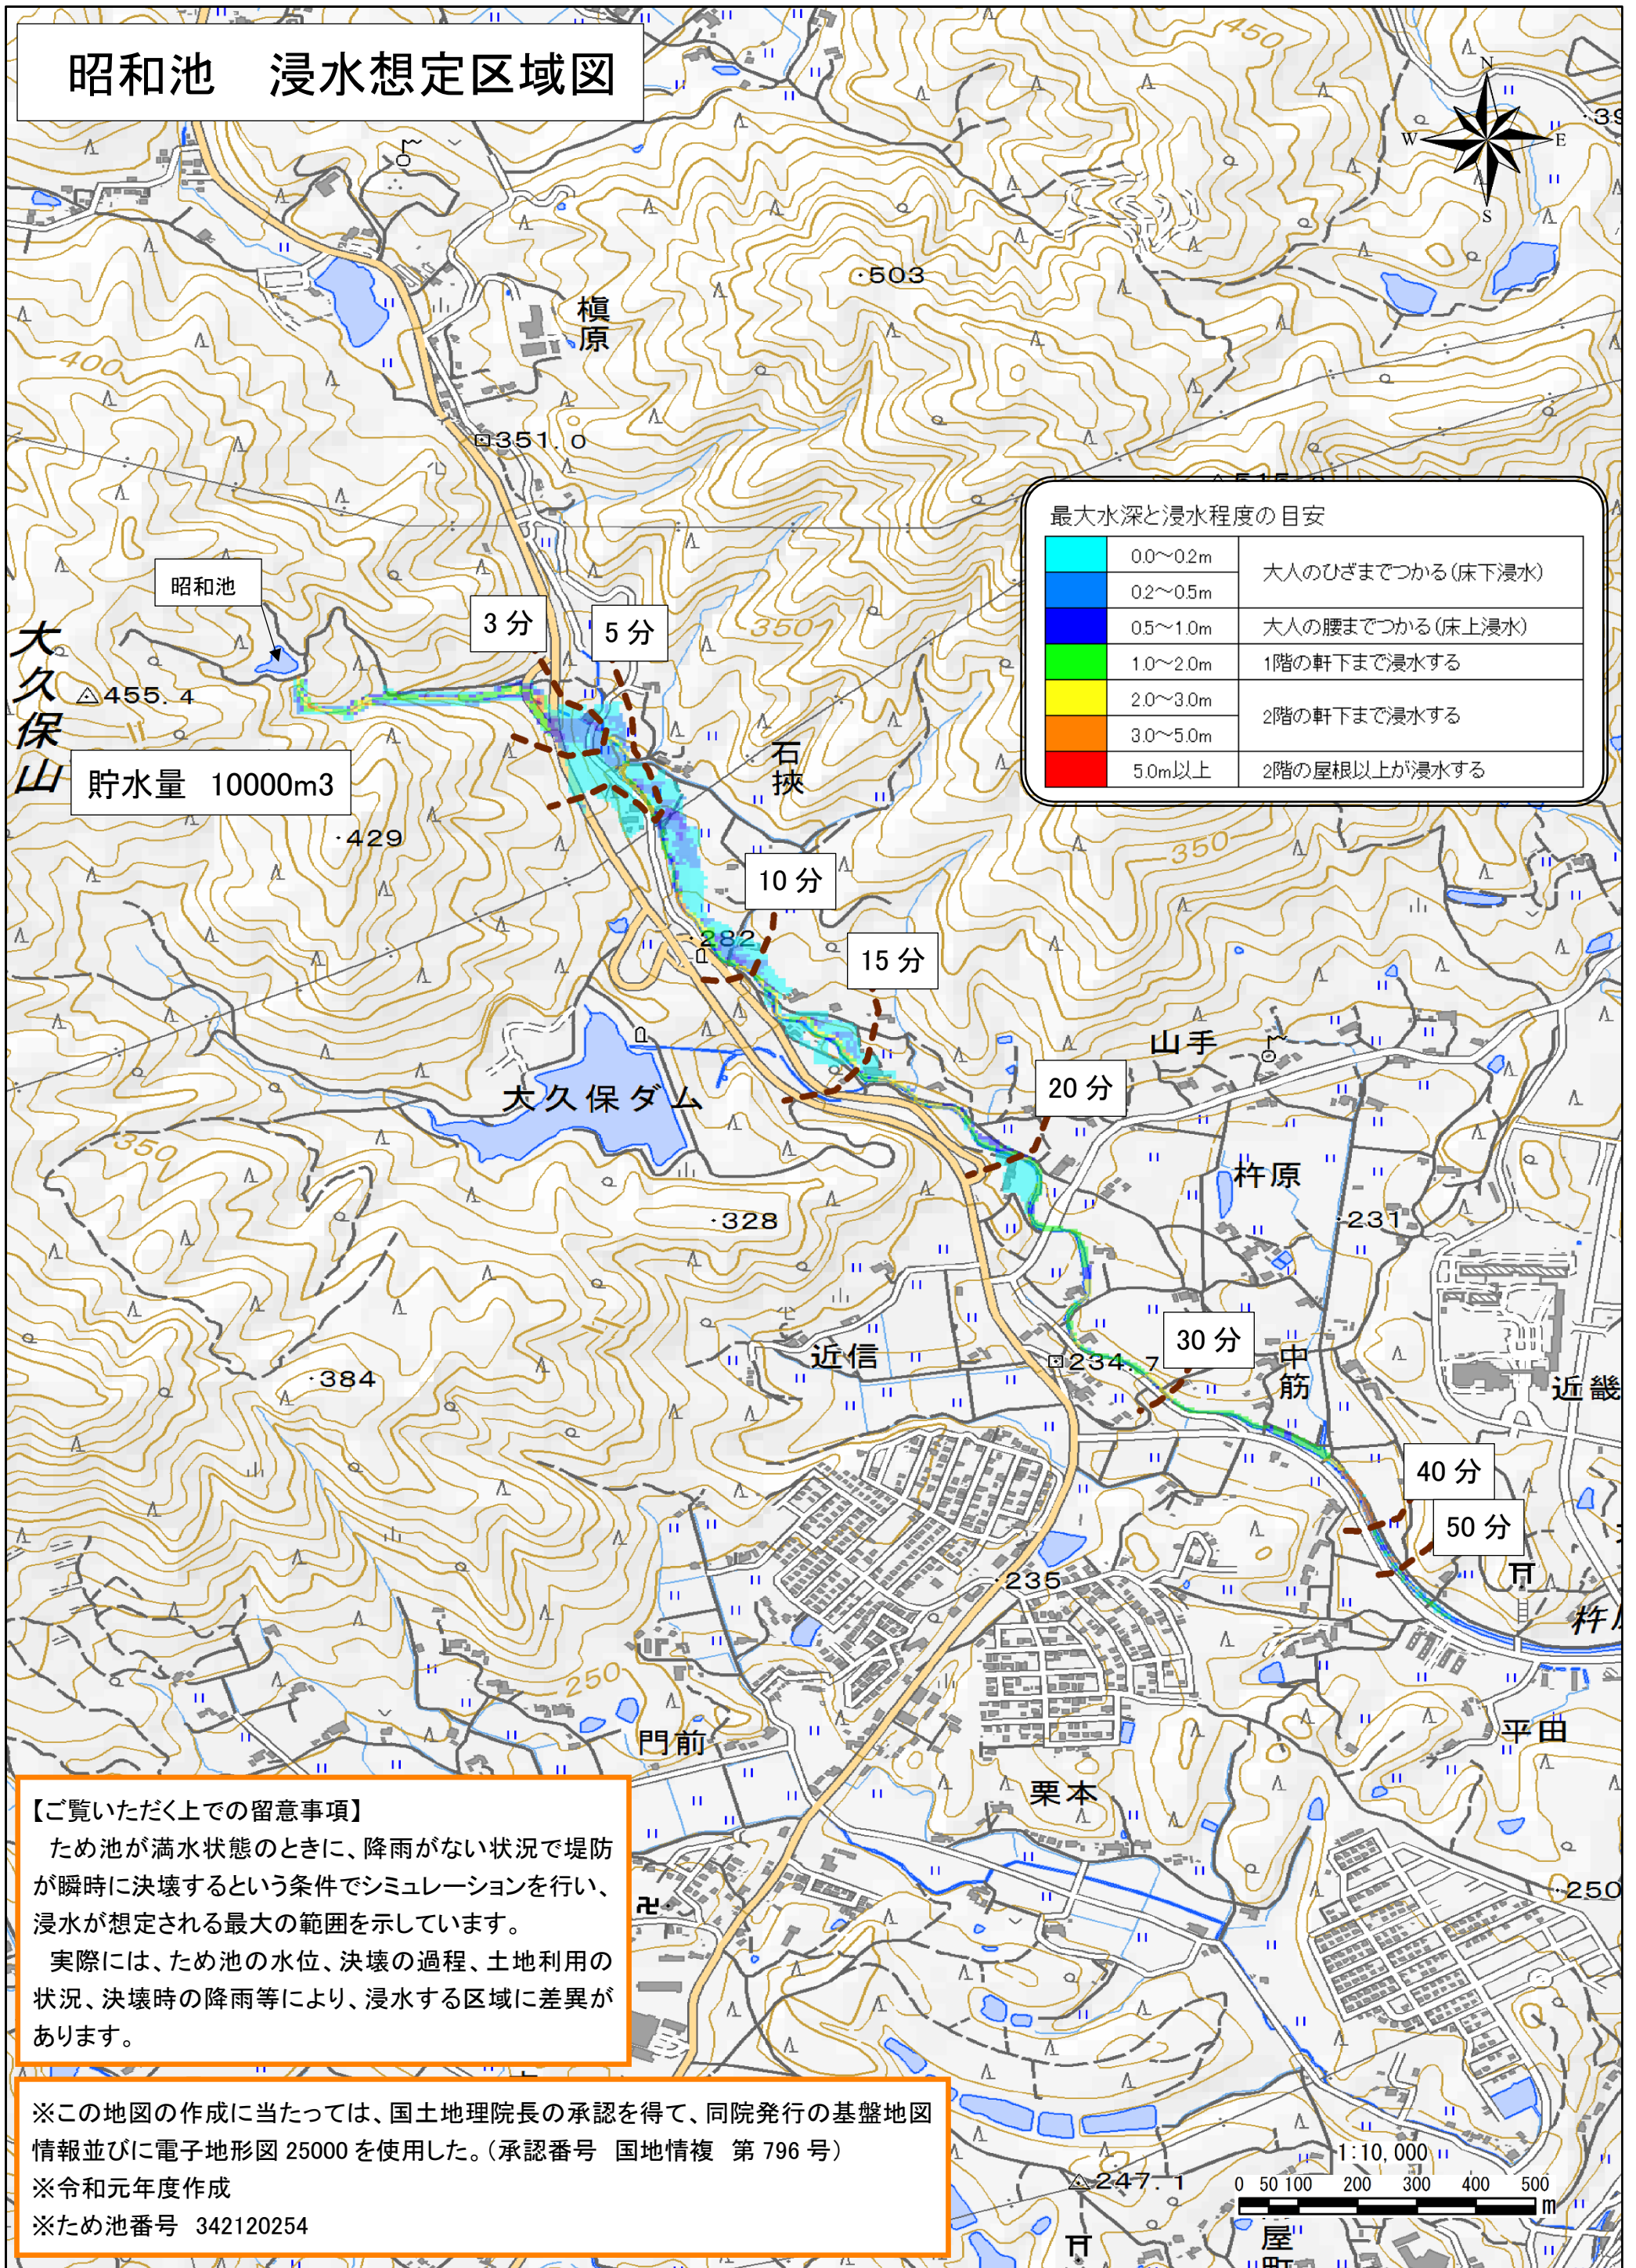 昭和池　浸水想定区域図
450
N
W
E
S
39
503
槇原
400
351.0
最大水深と浸水程度の目安
0.0～0.2m
大人のひざまでつかる(床下浸水)
0.2～0.5m
0.5～1.0m 大人の腰までつかる(床上浸水)
1.0～2.0m 1階の軒下まで浸水する
2.0～3.0m
2階の軒下まで浸水する
3.0～5.0m
5.0m以上 2階の屋根以上が浸水する
昭和池
3分
5分
350
大久保山
455.4
貯水量　10000m3
石挾
429
350
10分
282
15分
山手
大久保ダム
20分
350
杵原
328
231
30分
近信
234.7
中筋
384
近畿
40分
50分
235
杵
250
門前
平田
栗本
【ご覧いただく上での留意事項】
ため池が満水状態のときに、降雨がない状況で堤防
が瞬時に決壊するという条件でシミュレーションを行い、
浸水が想定される最大の範囲を示しています。
実際には、ため池の水位、決壊の過程、土地利用の
状況、決壊時の降雨等により、浸水する区域に差異が
あります。
250
※この地図の作成に当たっては、国土地理院長の承認を得て、同院発行の基盤地図
情報並びに電子地形図 25000 を使用した。（承認番号　国地情複　第 796 号）
※令和元年度作成
※ため池番号　342120254
1:10,000
247.1
0 50 100 200 300 400 500
m
屋町